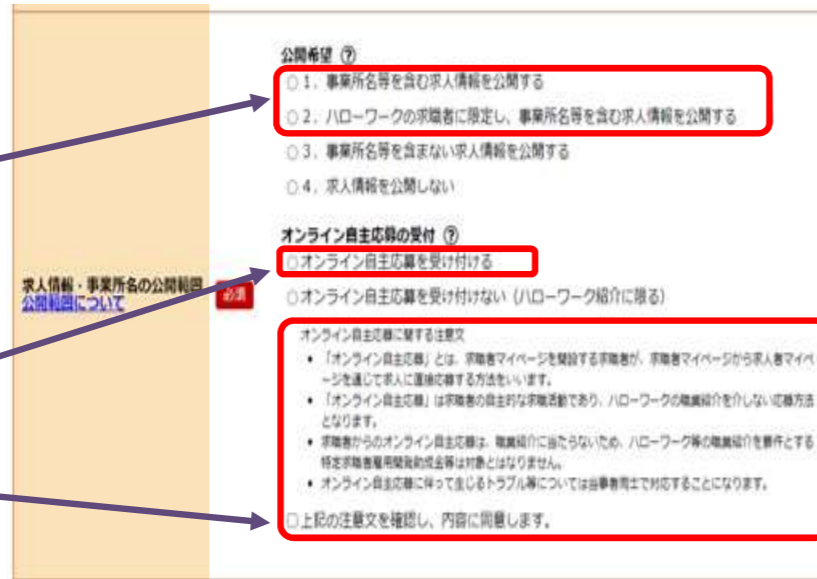 公開希望 ?
1. 事業所名等を含む求人情報を公開する
2. ハローワークの求職者に限定し、事業所名等を含む求人情報を公開する
3. 事業所名等を含まない求人情報を公開する
4. 求人情報を公開しない
オンライン自主応募の受付 ?
オンライン自主応募を受け付ける
求人情報・事業所名の公開範囲
公開範囲について
必須
オンライン自主応募を受け付けない（ハローワーク紹介に限る）
オンライン自主応募に関する注意文
• 「オンライン自主応募」とは、求職者マイページを開設する求職者が、求職者マイページから求人者マイペ
ージを通じて求人に直接応募する方法をいいます。
• 「オンライン自主応募」は求職者の自主的な求職活動であり、ハローワークの職業紹介を介しない応募方法
となります。
• 求職者からのオンライン自主応募は、職業紹介に当たらないため、ハローワーク等の職業紹介を要件とする
特定求職者雇用開発助成金等は対象とはなりません。
• オンライン自主応募に伴って生じるトラブル等については当事者同士で対応することになります。
上記の注意文を確認し、内容に同意します。